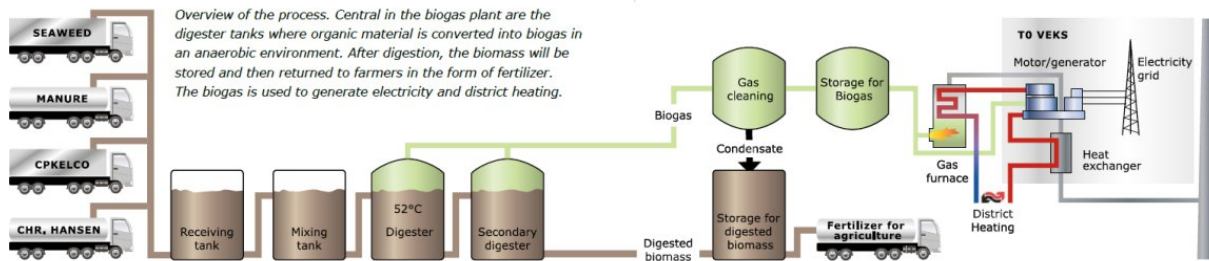 Overview of the process. Central in the biogas plant are the
digester tanks where organic material is converted into biogas in
an anaerobic environment. After digestion, the biomass will be
stored and then returned to farmers in the form of fertilizer.
The biogas is used to generate electricity and district heating.
SEAWEED
MANURE
CPKELCO
CHR, HANSEN
Receiving
tank
Mixing
tank
52°C
Digester
Secondary
digester
Biogas
Digested
biomass
Gas
cleaning
Condensate
Storage for
digested
biomass
Storage for
Biogas
Fertilizer for
agriculture
Gas
furnace
District
Heating
TO VEKS
Motor/generator
Electricity
grid
Heat
exchanger